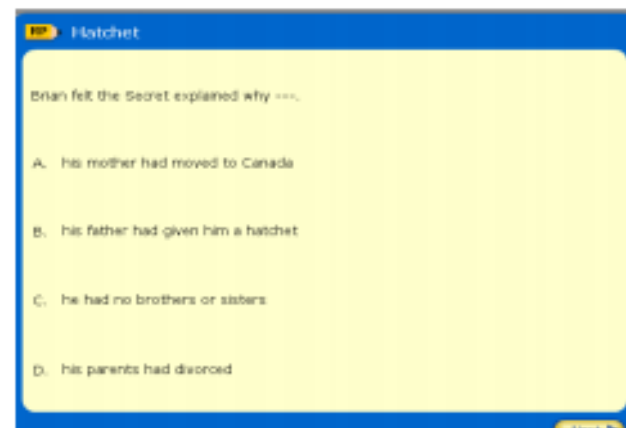 Hatchet
Brian felt the Secret explained why ---.
A. his mother had moved to Canada
B. his father had given him a hatchet
C. he had no brothers or sisters
D. his parents had divorced